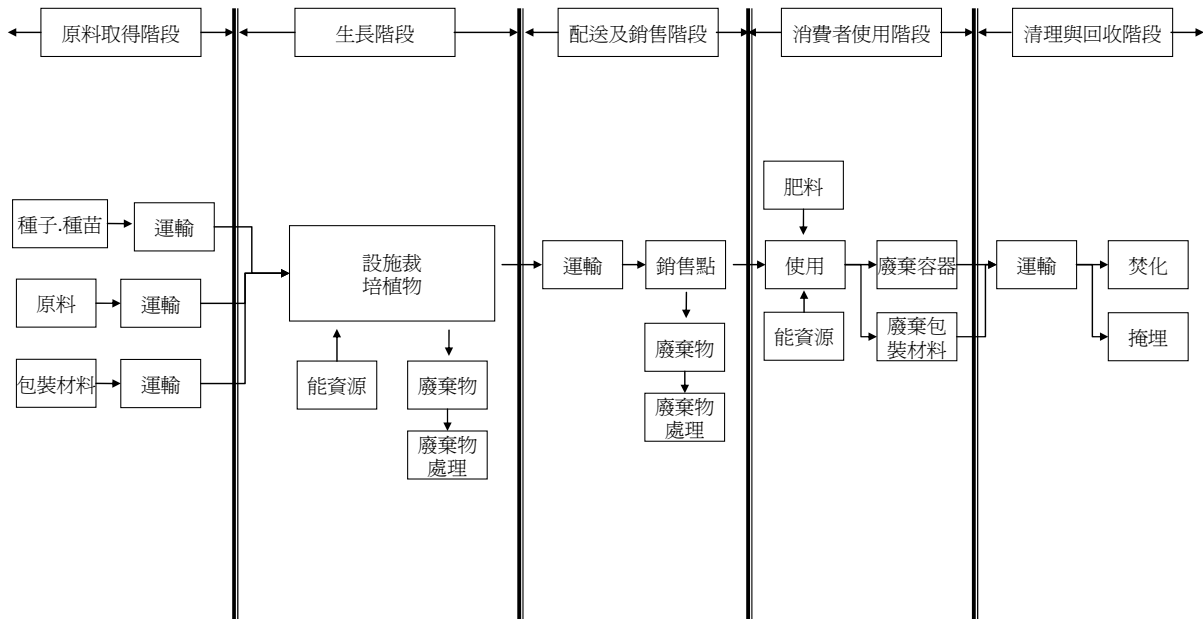 原料取得階段
生長階段
配送及銷售階段
消費者使用階段
清理與回收階段
種子.種苗
運輸
原料
運輸
包裝材料
運輸
設施裁
培植物
能資源
廢棄物
廢棄物
處理
運輸
銷售點
廢棄物
廢棄物
處理
肥料
使用
能資源
廢棄容器
廢棄包
裝材料
運輸
焚化
掩埋